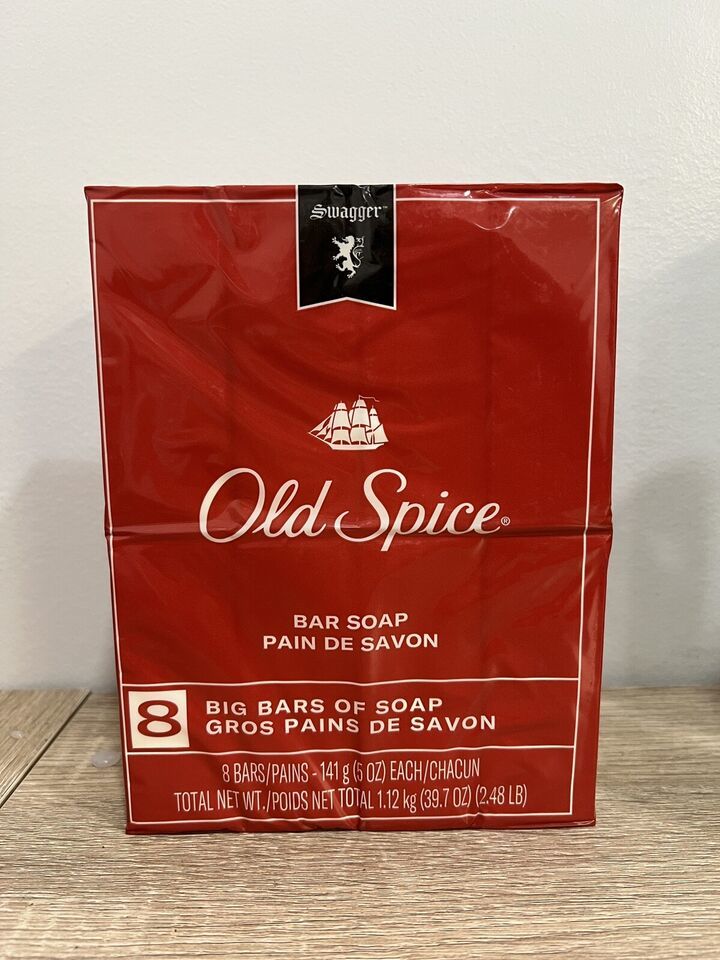 Swagger™
Old Spice®
BAR SOAP
PAIN DE SAVON
8
BIG BARS OF SOAP
GROS PAINS DE SAVON
8 BARS/PAINS - 141 g (5 OZ) EACH/CHACUN
TOTAL NET WT./POIDS NET TOTAL 1.12 kg (39.7 OZ) (2.48 LB)